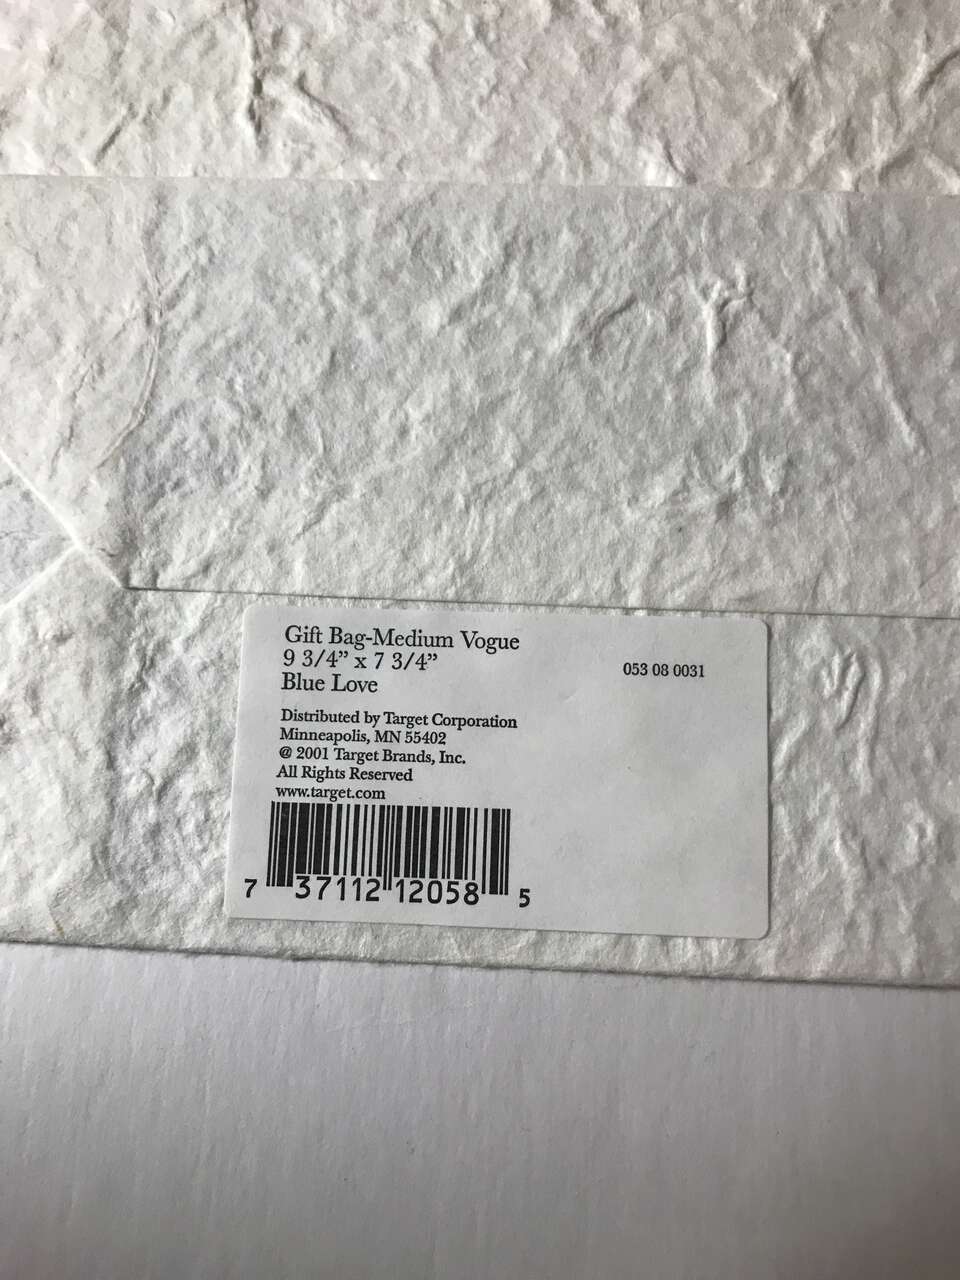 Gift Bag-Medium Vogue
9 3/4” x 7 3/4”
Blue Love
053 08 0031
Distributed by Target Corporation
Minneapolis, MN 55402
@ 2001 Target Brands, Inc.
All Rights Reserved
www.target.com
7 37112 12058 5